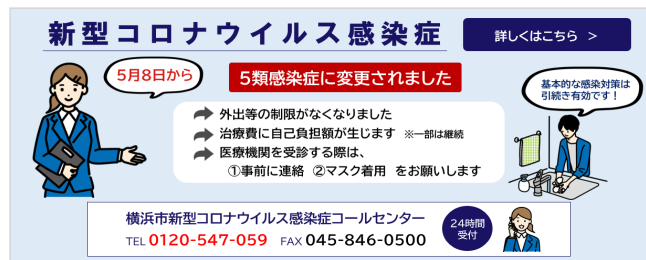 新型コロナウイルス感染症
詳しくはこちら >
5月8日から
5類感染症に変更されました
基本的な感染対策は
引続き有効です！
外出等の制限がなくなりました
治療費に自己負担額が生じます ※一部は継続
医療機関を受診する際は、
①事前に連絡 ②マスク着用 をお願いします
横浜市新型コロナウイルス感染症コールセンター
TEL 0120-547-059 FAX 045-846-0500
24時間
受付